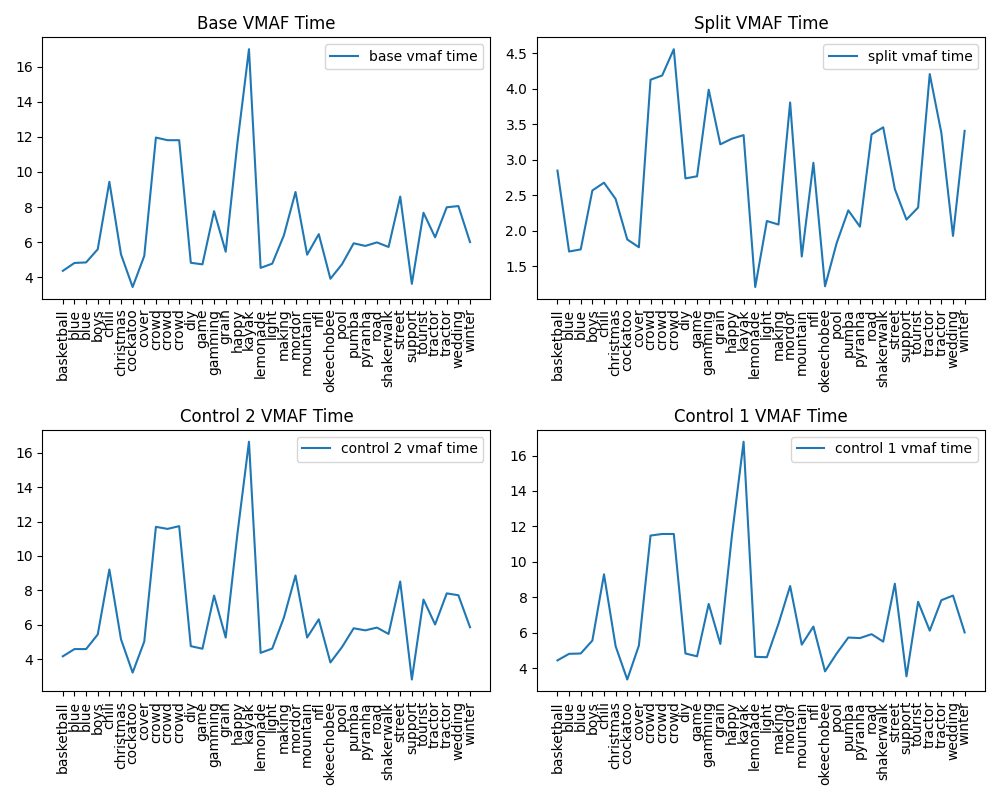 Base VMAF Time
base vmaf time
16
14
12
10
8
6
4
basketball
blue
blue
boys
chili
christmas
cockatoo
cover
crowd
crowd
crowd
diy
game
gamming
grain
happy
kayak
lemonade
light
making
mordor
mountain
nfl
okeechobee
pool
pumba
pyranha
road
shakerwalk
street
support
tourist
tractor
tractor
wedding
winter
Split VMAF Time
split vmaf time
4.5
4.0
3.5
3.0
2.5
2.0
1.5
basketball
blue
blue
boys
chili
christmas
cockatoo
cover
crowd
crowd
crowd
diy
game
gamming
grain
happy
kayak
lemonade
light
making
mordor
mountain
nfl
okeechobee
pool
pumba
pyranha
road
shakerwalk
street
support
tourist
tractor
tractor
wedding
winter
Control 2 VMAF Time
control 2 vmaf time
16
14
12
10
8
6
4
basketball
blue
blue
boys
chili
christmas
cockatoo
cover
crowd
crowd
crowd
diy
game
gamming
grain
happy
kayak
lemonade
light
making
mordor
mountain
nfl
okeechobee
pool
pumba
pyranha
road
shakerwalk
street
support
tourist
tractor
tractor
wedding
winter
Control 1 VMAF Time
control 1 vmaf time
16
14
12
10
8
6
4
basketball
blue
blue
boys
chili
christmas
cockatoo
cover
crowd
crowd
crowd
diy
game
gamming
grain
happy
kayak
lemonade
light
making
mordor
mountain
nfl
okeechobee
pool
pumba
pyranha
road
shakerwalk
street
support
tourist
tractor
tractor
wedding
winter